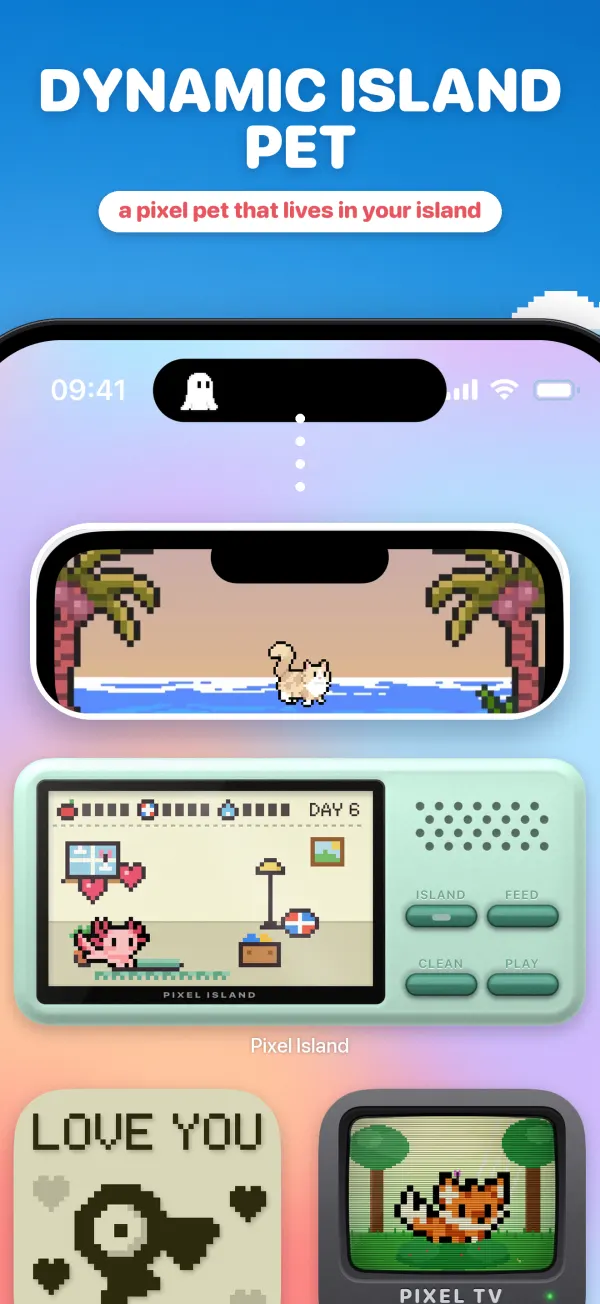 DYNAMIC ISLAND
PET
a pixel pet that lives in your island
09:41
DAY 6
ISLAND FEED
CLEAN PLAY
PIXEL ISLAND
Pixel Island
LOVE YOU
PIXEL TV